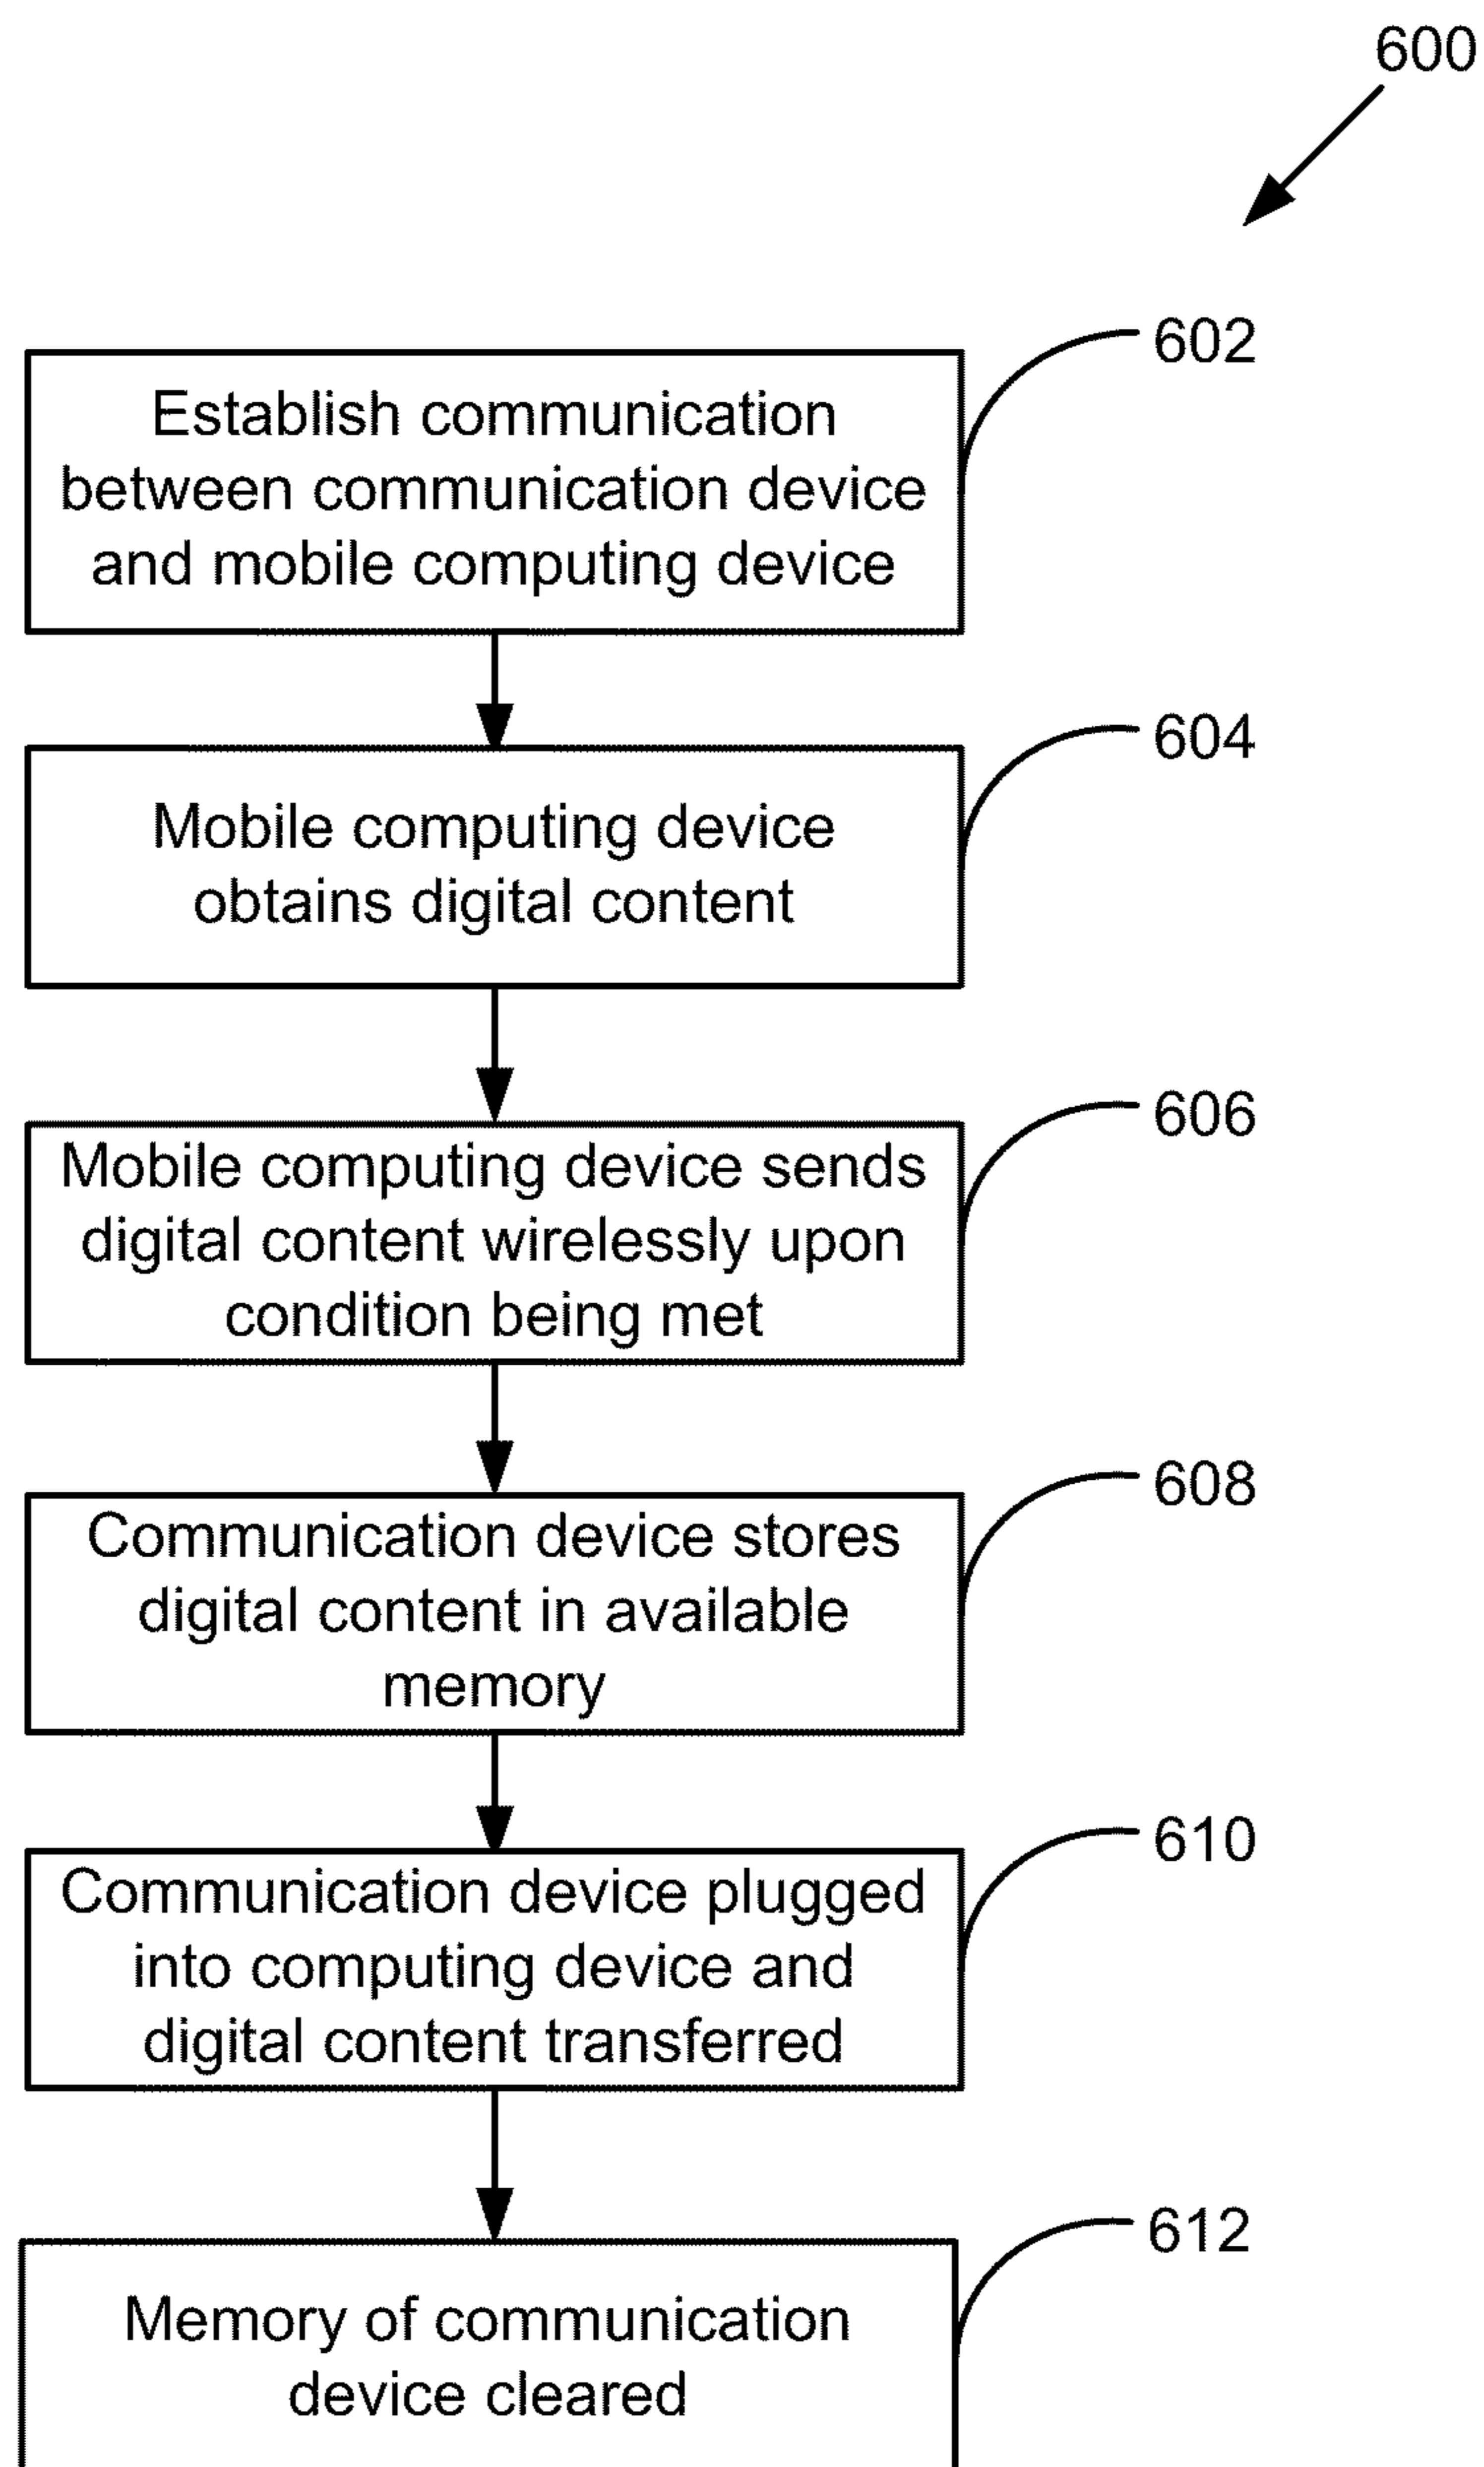 600
602
Establish communication
between communication device
and mobile computing device
604
Mobile computing device
obtains digital content
606
Mobile computing device sends
digital content wirelessly upon
condition being met
608
Communication device stores
digital content in available
memory
610
Communication device plugged
into computing device and
digital content transferred
612
Memory of communication
device cleared